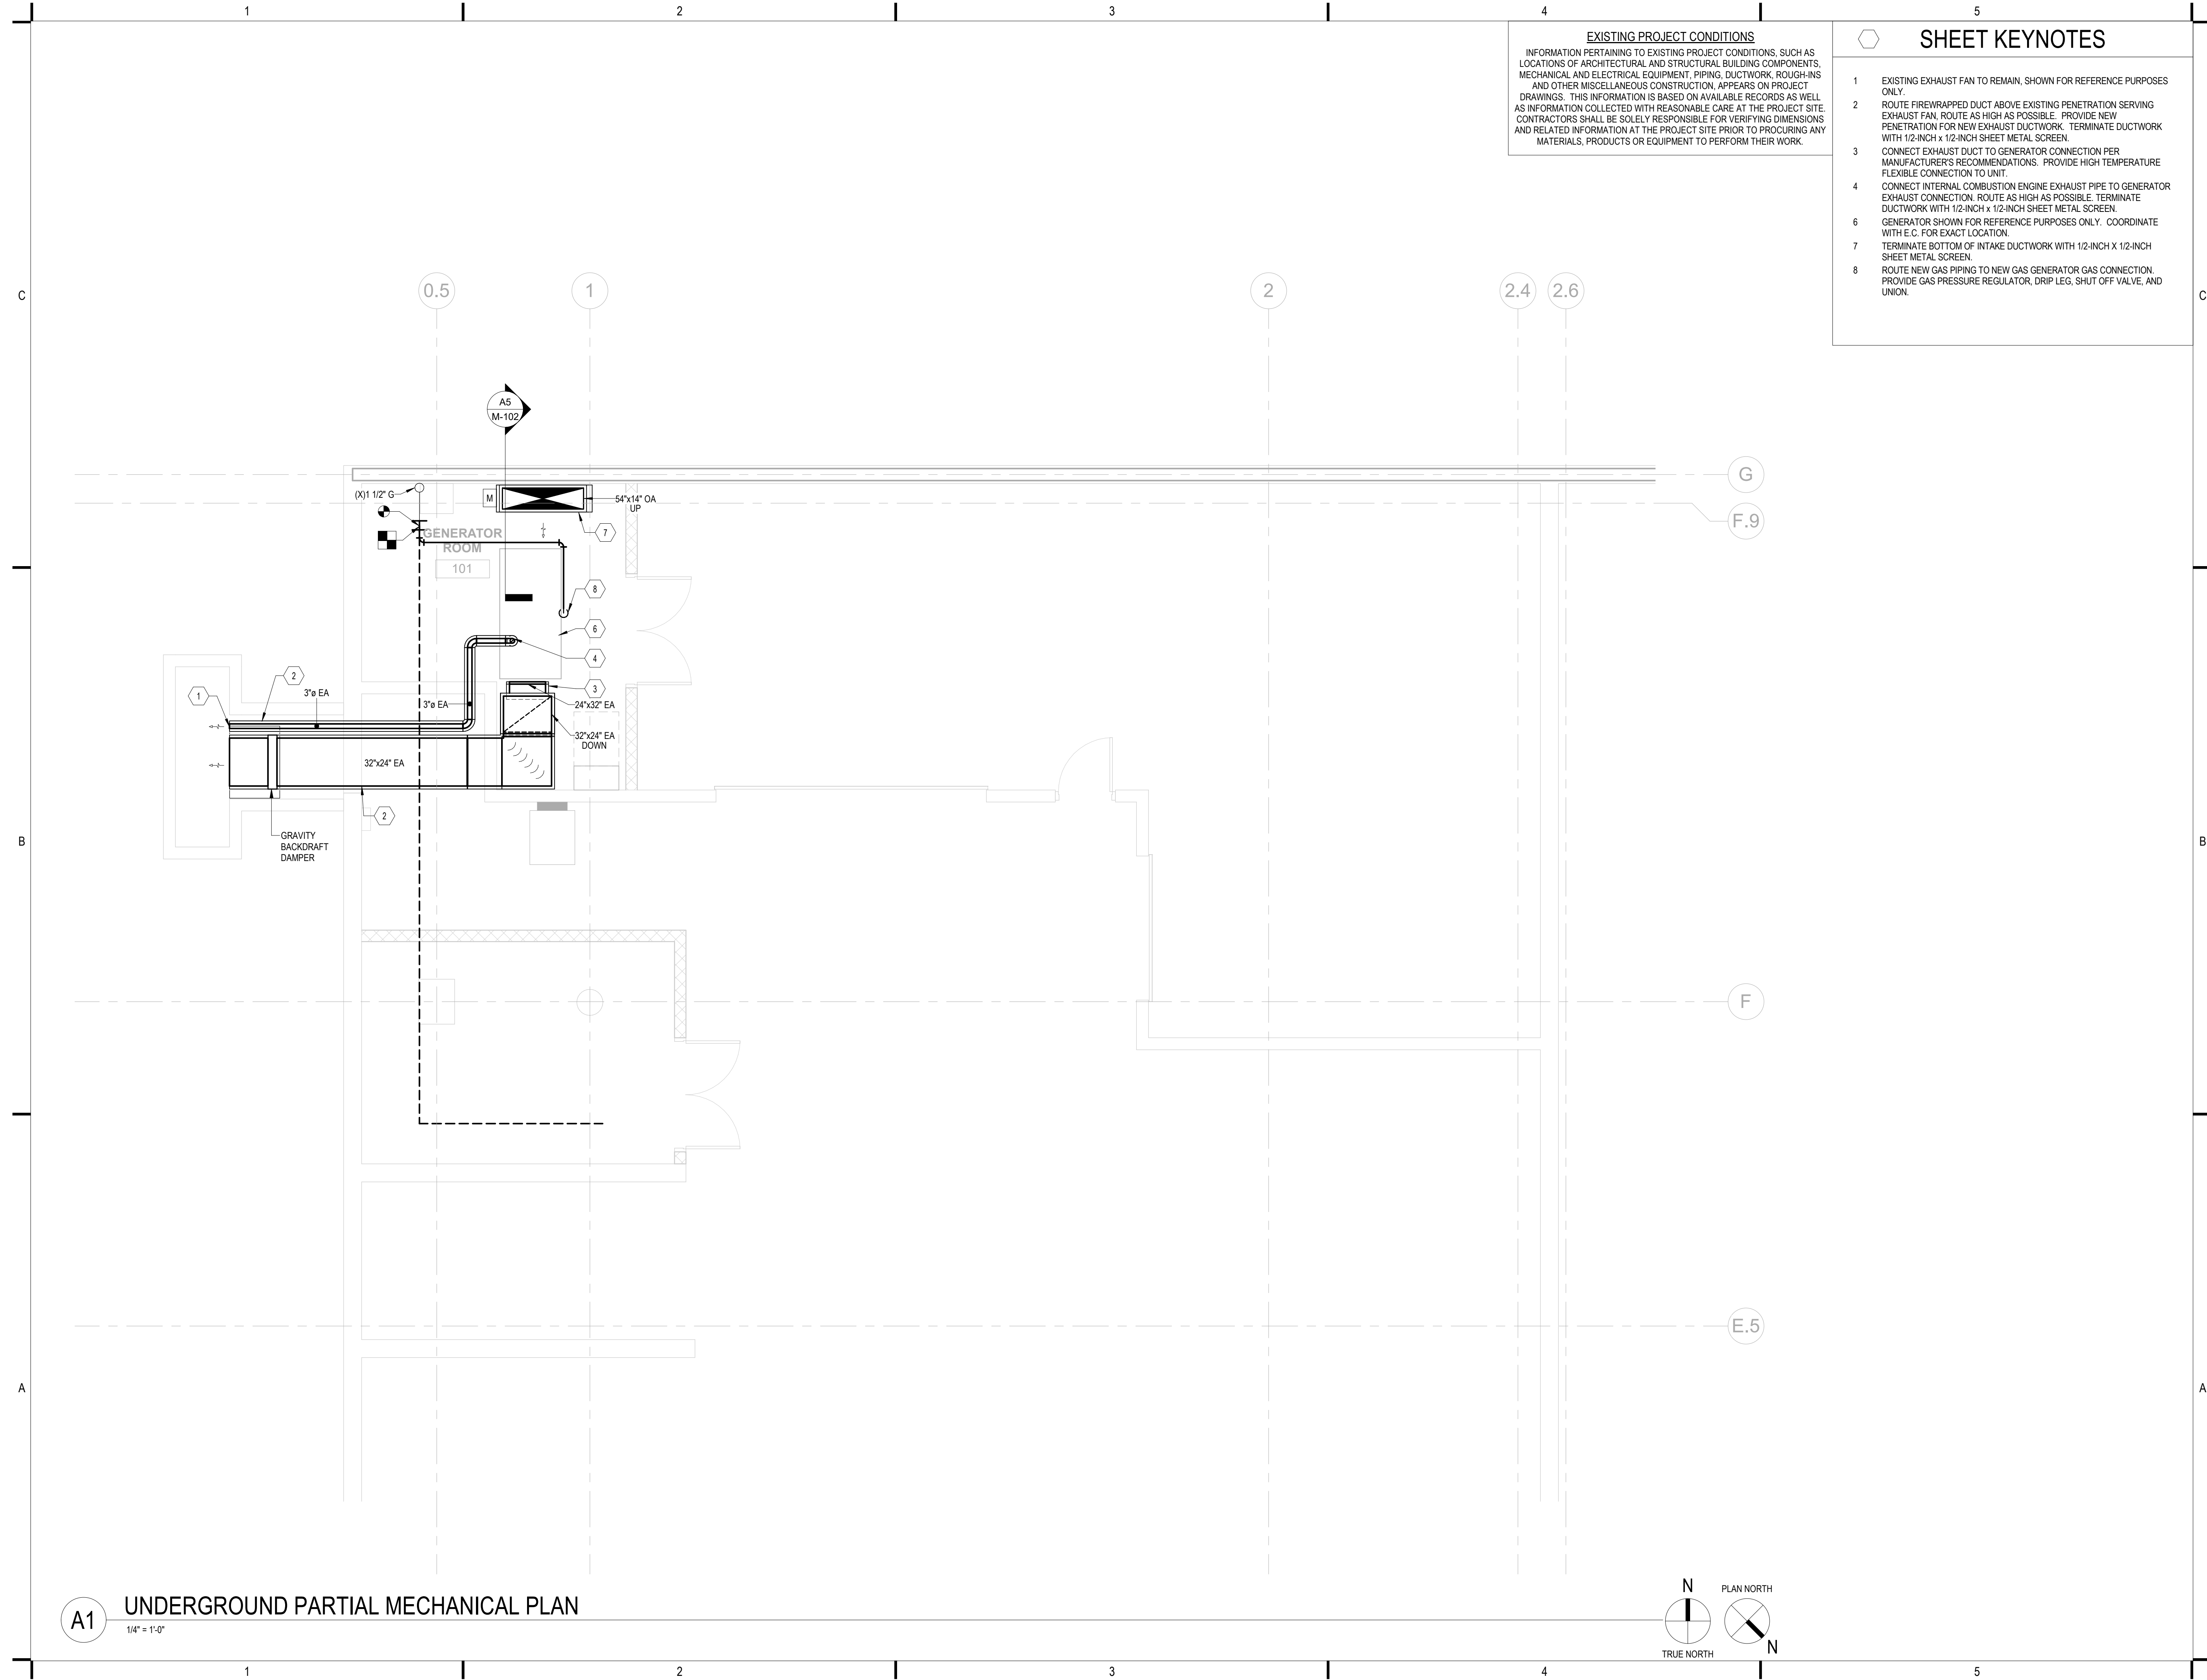 1 2 3 4 5
EXISTING PROJECT CONDITIONS
INFORMATION PERTAINING TO EXISTING PROJECT CONDITIONS, SUCH AS
LOCATIONS OF ARCHITECTURAL AND STRUCTURAL BUILDING COMPONENTS,
MECHANICAL AND ELECTRICAL EQUIPMENT, PIPING, DUCTWORK, ROUGH-INS
AND OTHER MISCELLANEOUS CONSTRUCTION, APPEARS ON PROJECT
DRAWINGS. THIS INFORMATION IS BASED ON AVAILABLE RECORDS AS WELL
AS INFORMATION COLLECTED WITH REASONABLE CARE AT THE PROJECT SITE.
CONTRACTORS SHALL BE SOLELY RESPONSIBLE FOR VERIFYING DIMENSIONS
AND RELATED INFORMATION AT THE PROJECT SITE PRIOR TO PROCURING ANY
MATERIALS, PRODUCTS OR EQUIPMENT TO PERFORM THEIR WORK.
SHEET KEYNOTES
1 EXISTING EXHAUST FAN TO REMAIN, SHOWN FOR REFERENCE PURPOSES
ONLY.
2 ROUTE FIREWRAPPED DUCT ABOVE EXISTING PENETRATION SERVING
EXHAUST FAN, ROUTE AS HIGH AS POSSIBLE. PROVIDE NEW
PENETRATION FOR NEW EXHAUST DUCTWORK. TERMINATE DUCTWORK
WITH 1/2-INCH x 1/2-INCH SHEET METAL SCREEN.
3 CONNECT EXHAUST DUCT TO GENERATOR CONNECTION PER
MANUFACTURER'S RECOMMENDATIONS. PROVIDE HIGH TEMPERATURE
FLEXIBLE CONNECTION TO UNIT.
4 CONNECT INTERNAL COMBUSTION ENGINE EXHAUST PIPE TO GENERATOR
EXHAUST CONNECTION. ROUTE AS HIGH AS POSSIBLE. TERMINATE
DUCTWORK WITH 1/2-INCH x 1/2-INCH SHEET METAL SCREEN.
6 GENERATOR SHOWN FOR REFERENCE PURPOSES ONLY. COORDINATE
WITH E.C. FOR EXACT LOCATION.
7 TERMINATE BOTTOM OF INTAKE DUCTWORK WITH 1/2-INCH X 1/2-INCH
SHEET METAL SCREEN.
8 ROUTE NEW GAS PIPING TO NEW GAS GENERATOR GAS CONNECTION.
PROVIDE GAS PRESSURE REGULATOR, DRIP LEG, SHUT OFF VALVE, AND
UNION.
C C
0.5 1 2 2.4 2.6
A5
M-102
G
(X)1 1/2" G
M
54"x14" OA
UP
F.9
7
GENERATOR
ROOM
101
8
6
4
2
1
3"ø EA
3
3"ø EA
24"x32" EA
32"x24" EA
DOWN
32"x24" EA
2
GRAVITY
BACKDRAFT
DAMPER
B B
F
E.5
A A
A1
UNDERGROUND PARTIAL MECHANICAL PLAN
1/4" = 1'-0"
N
PLAN NORTH
N
TRUE NORTH
1 2 3 4 5